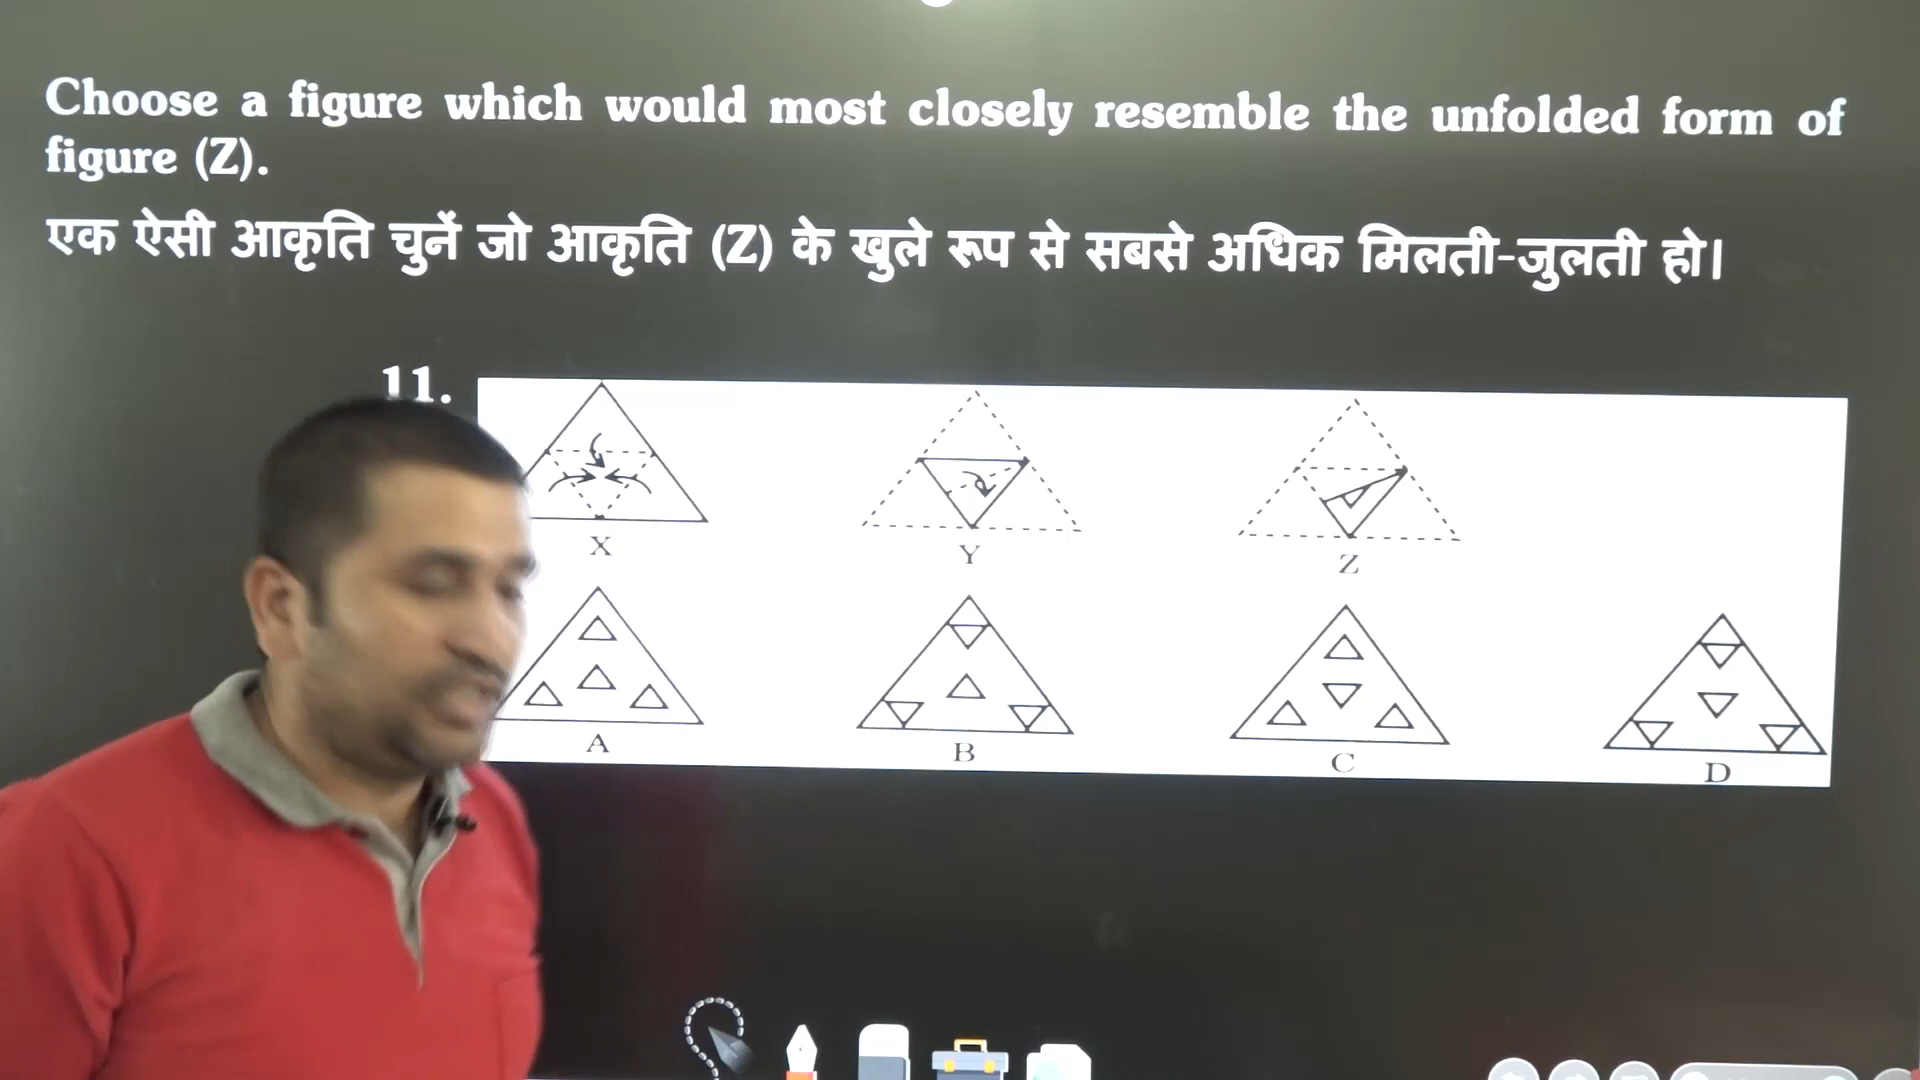 Choose a figure which would most closely resemble the unfolded form of
figure (Z).
एक ऐसी आकृति चुनें जो आकृति (Z) के खुले रूप से सबसे अधिक मिलती-जुलती हो।
11.
X Y Z
A B C D